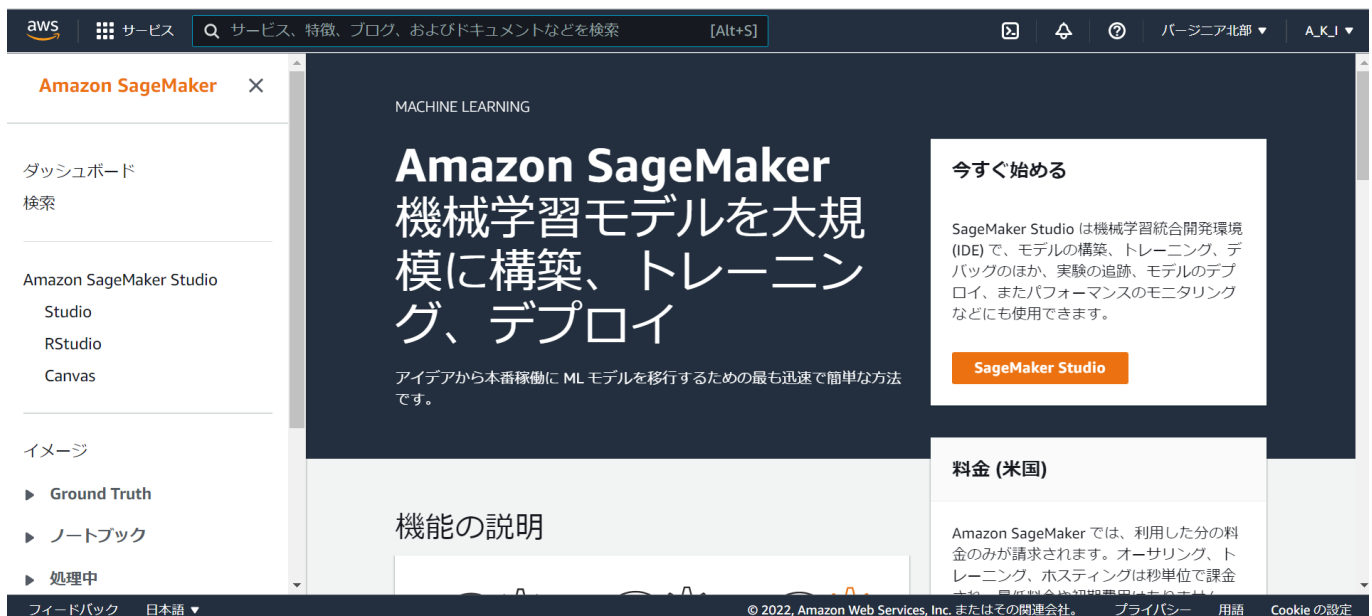 aws
サービス
サービス、特徴、ブログ、およびドキュメントなどを検索 [Alt+S]
バージニア北部 ▼
A_K_I ▼
Amazon SageMaker
ダッシュボード
検索
Amazon SageMaker Studio
Studio
RStudio
Canvas
イメージ
Ground Truth
ノートブック
処理中
MACHINE LEARNING
Amazon SageMaker
機械学習モデルを大規
模に構築、トレーニン
グ、デプロイ
アイデアから本番稼働に ML モデルを移行するための最も迅速で簡単な方法
です。
機能の説明
今すぐ始める
SageMaker Studio は機械学習統合開発環境
(IDE) で、モデルの構築、トレーニング、デ
バッグのほか、実験の追跡、モデルのデプ
ロイ、またパフォーマンスのモニタリング
などにも使用できます。
SageMaker Studio
料金 (米国)
Amazon SageMaker では、利用した分の料
金のみが請求されます。オーサリング、ト
レーニング、ホスティングは秒単位で課金
フィードバック
日本語 ▼
© 2022, Amazon Web Services, Inc. またはその関連会社。
プライバシー
用語
Cookie の設定